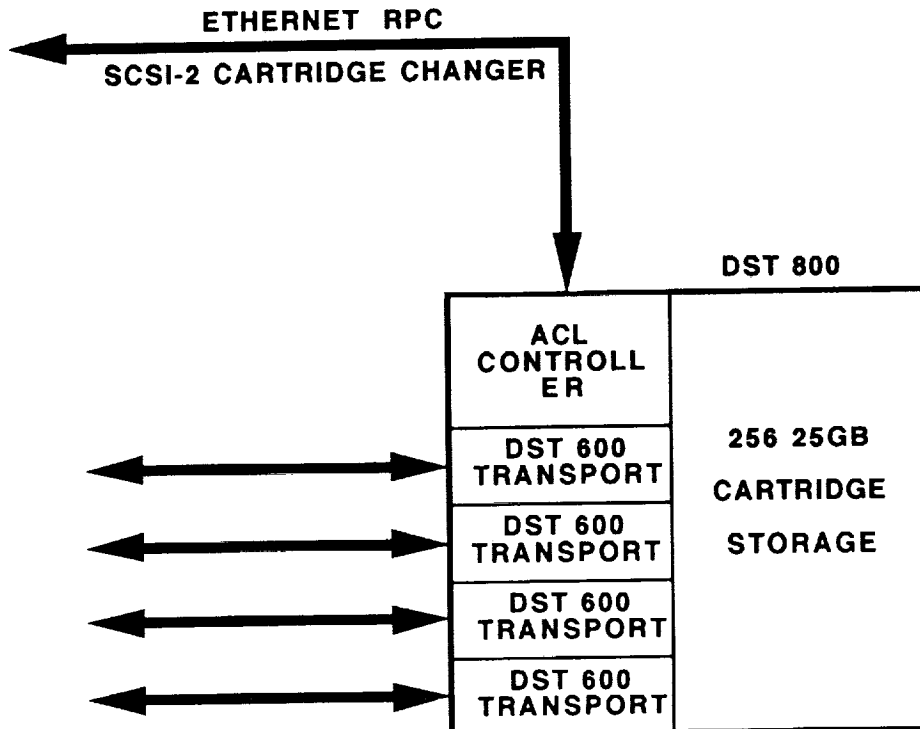 ETHERNET RPC
SCSI-2 CARTRIDGE CHANGER
DST 800
ACL
CONTROLL
ER
DST 600
TRANSPORT
DST 600
TRANSPORT
DST 600
TRANSPORT
DST 600
TRANSPORT
256 25GB
CARTRIDGE
STORAGE